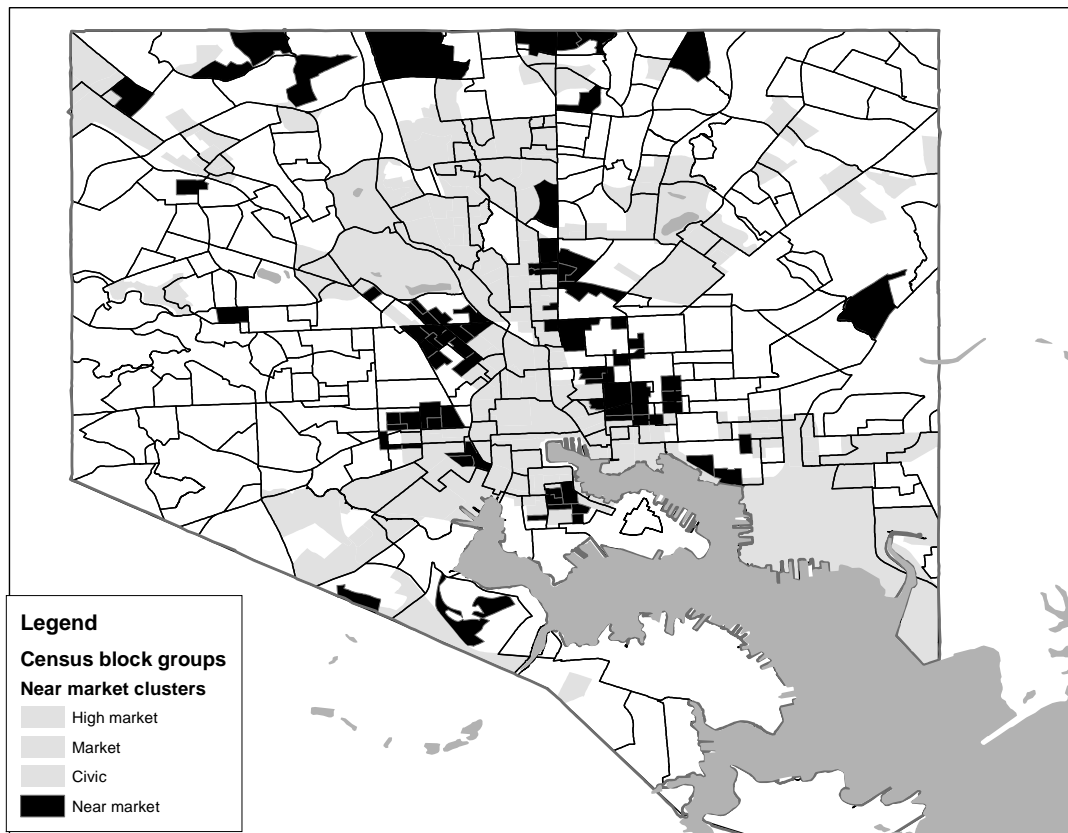 Legend
Census block groups
Near market clusters
High market
Market
Civic
Near market